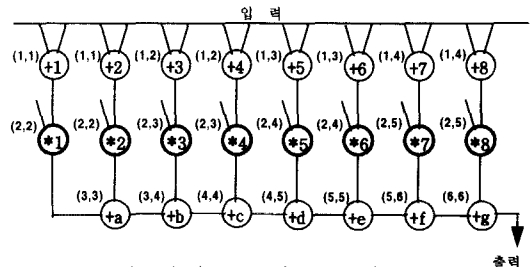 입 력
(1,1) (1,1) (1,2) (1,2) (1,3) (1,3) (1,4) (1,4)
+1 +2 +3 +4 +5 +6 +7 +8
(2,2) (2,2) (2,3) (2,3) (2,4) (2,4) (2,5) (2,5)
*1 *2 *3 *4 *5 *6 *7 *8
(3,3) (3,4) (4,4) (4,5) (5,5) (5,6) (6,6)
+a +b +c +d +e +f +g
출력